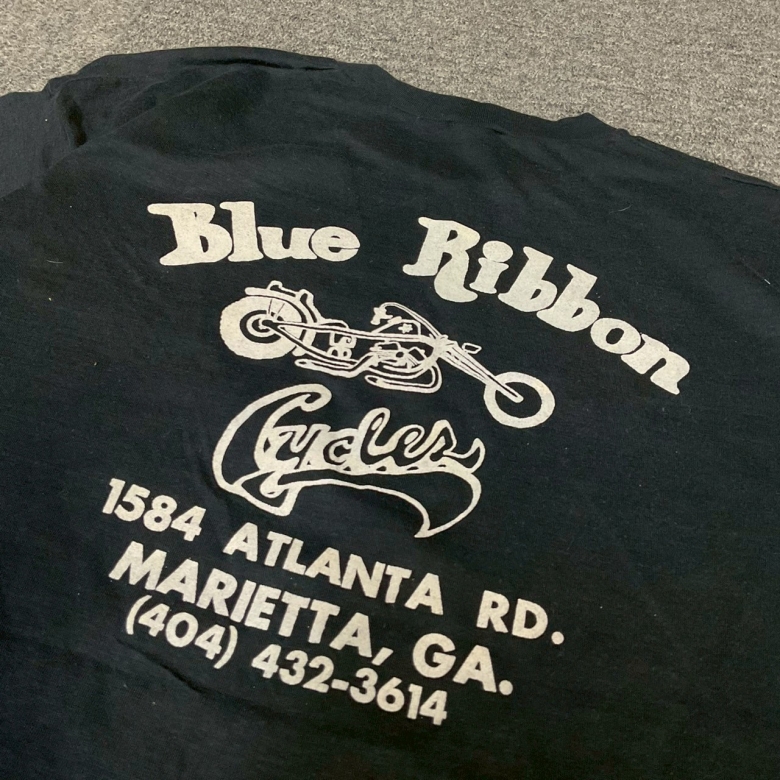 Blue Ribbon
Cycles
1584 ATLANTA RD.
MARIETTA, GA.
(404) 432-3614